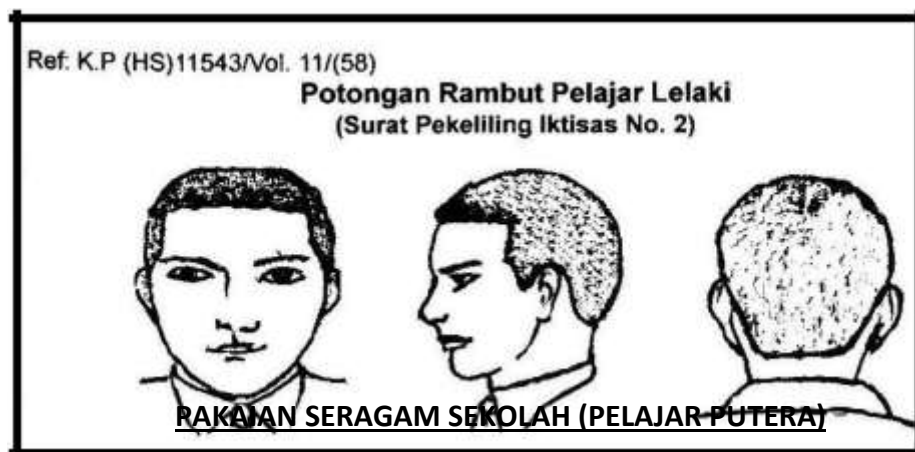 Ref: K.P (HS)11543/Vol. 11/(58)
Potongan Rambut Pelajar Lelaki
(Surat Pekeliling Iktisas No. 2)
PAKAIAN SERAGAM SEKOLAH (PELAJAR PUTERA)